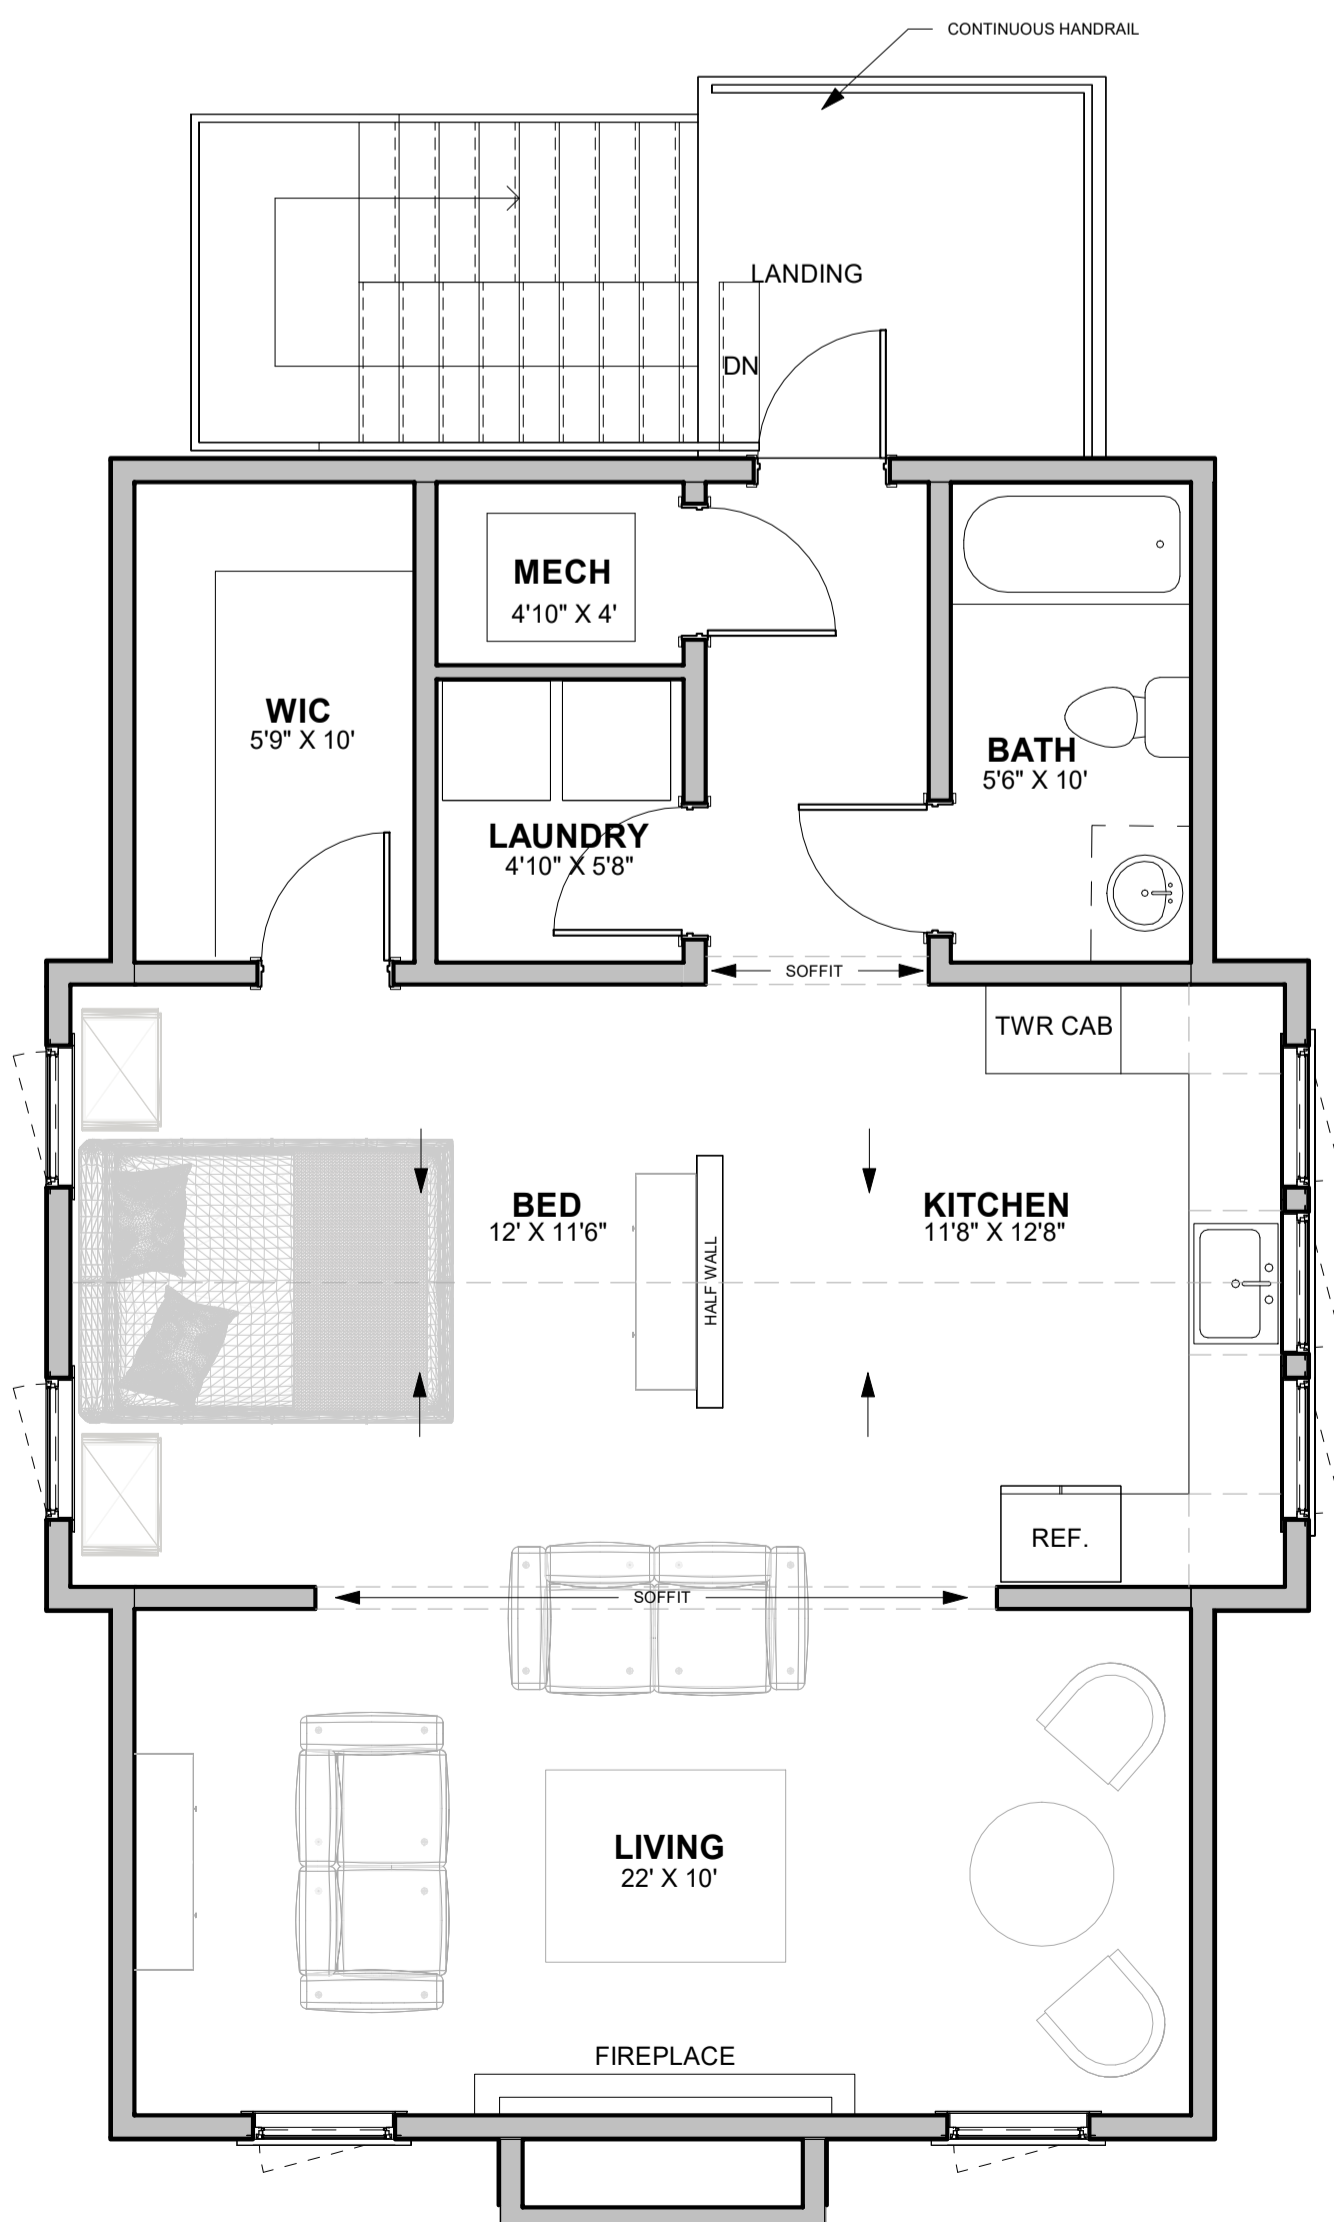 CONTINUOUS HANDRAIL
LANDING
DN
MECH
4'10" X 4'
WIC
5'9" X 10'
BATH
5'6" X 10'
LAUNDRY
4'10" X 5'8"
SOFFIT
TWR CAB
BED
12' X 11'6"
HALF WALL
KITCHEN
11'8" X 12'8"
REF.
SOFFIT
LIVING
22' X 10'
FIREPLACE